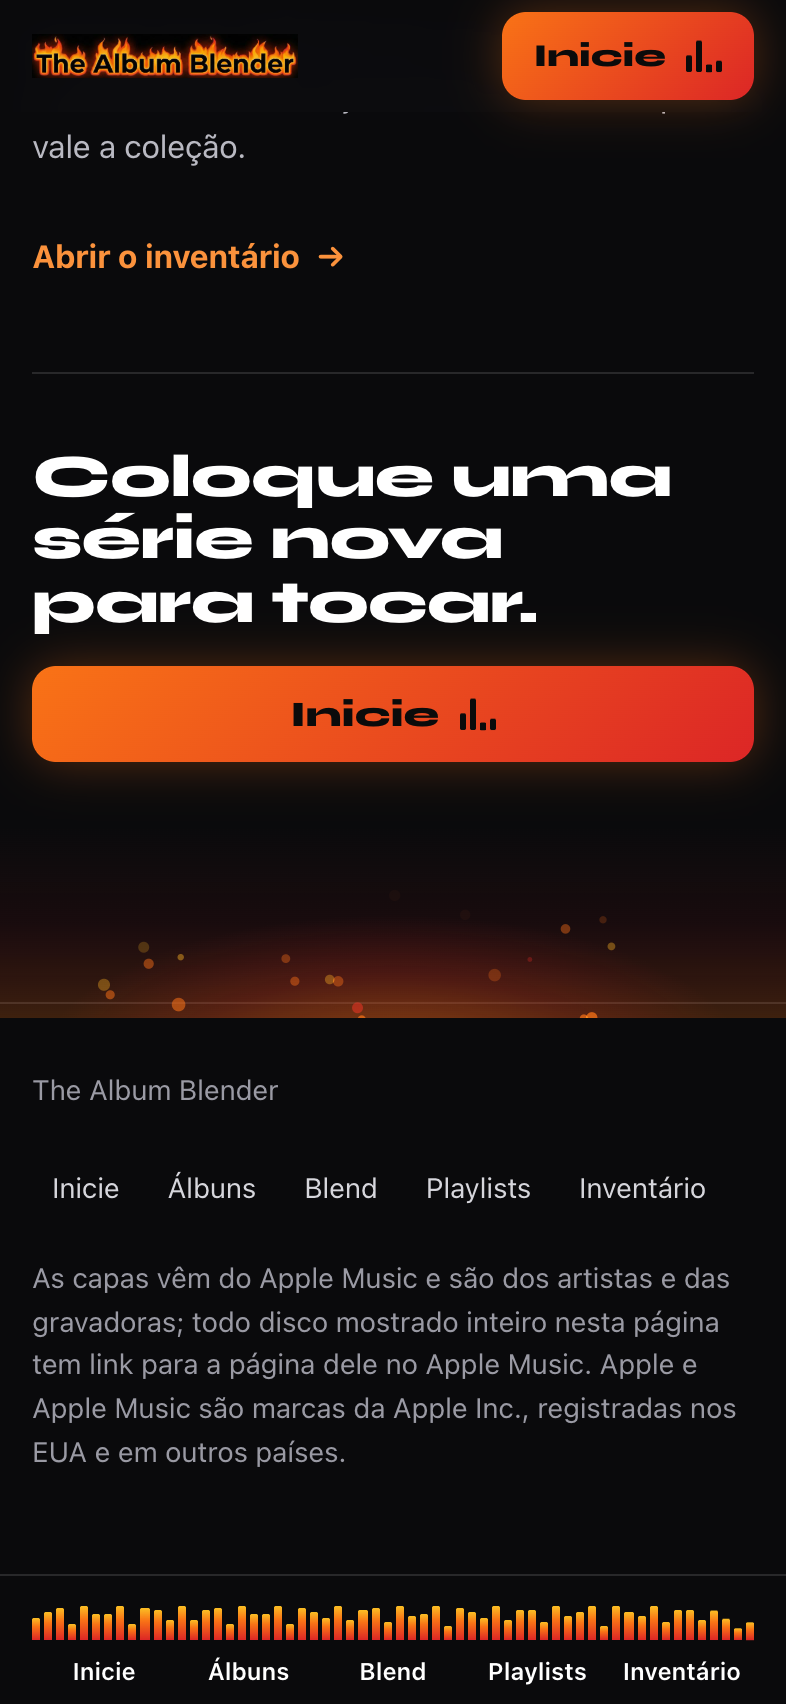 The Album Blender
Inicie
vale a coleção.
Abrir o inventário →
Coloque uma
série nova
para tocar.
Inicie
The Album Blender
Inicie Álbuns Blend Playlists Inventário
As capas vêm do Apple Music e são dos artistas e das
gravadoras; todo disco mostrado inteiro nesta página
tem link para a página dele no Apple Music. Apple e
Apple Music são marcas da Apple Inc., registradas nos
EUA e em outros países.
Inicie Álbuns Blend Playlists Inventário